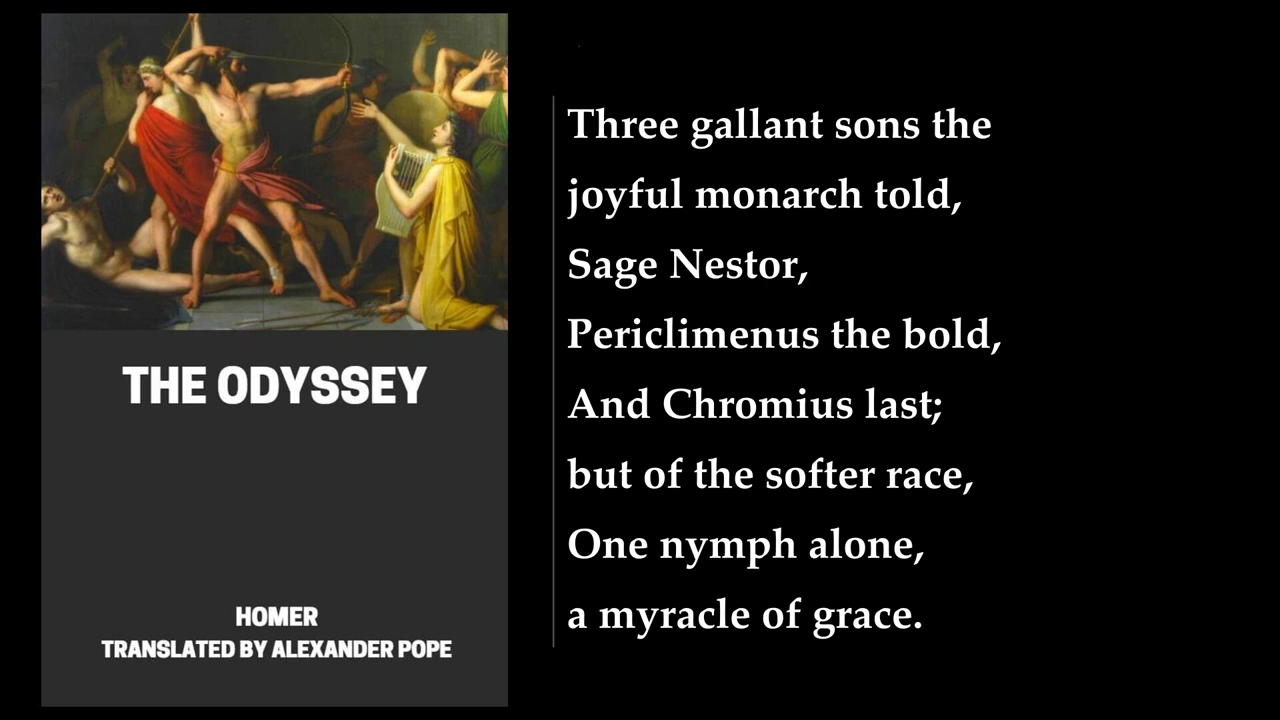 THE ODYSSEY
HOMER
TRANSLATED BY ALEXANDER POPE
Three gallant sons the
joyful monarch told,
Sage Nestor,
Periclimenus the bold,
And Chromius last;
but of the softer race,
One nymph alone,
a myracle of grace.